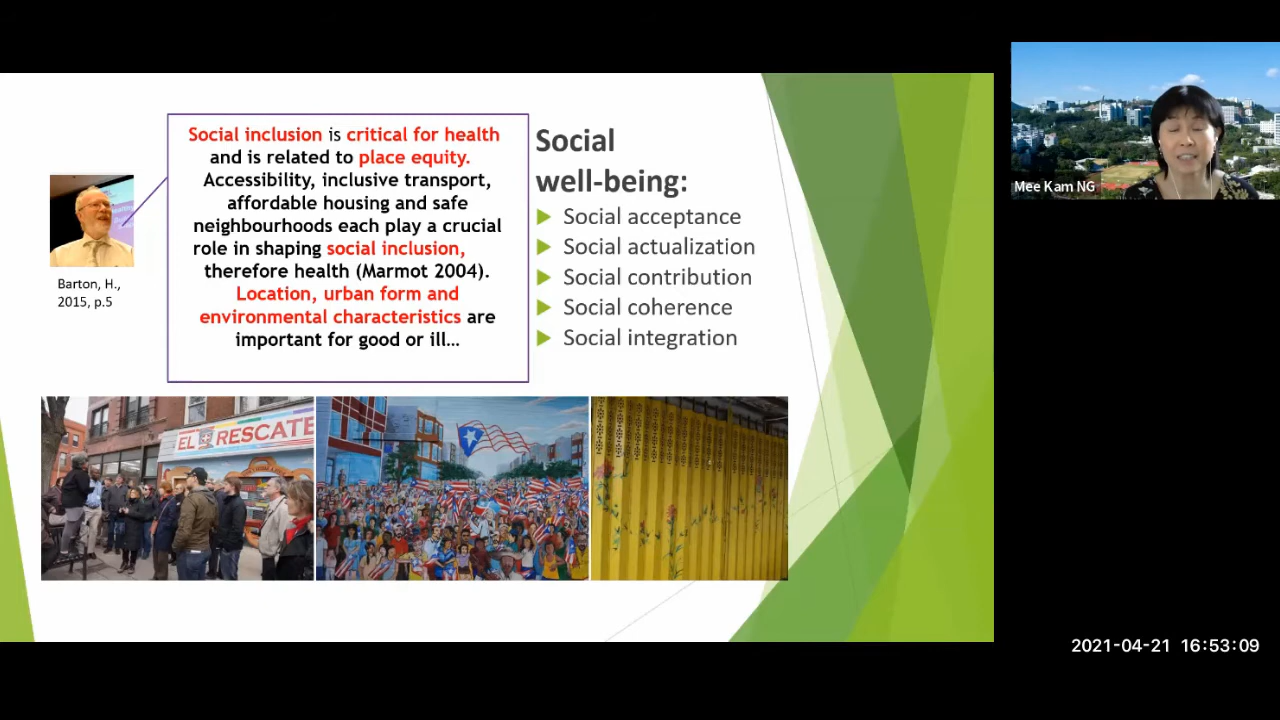 Social inclusion is critical for health
and is related to place equity.
Accessibility, inclusive transport,
affordable housing and safe
neighbourhoods each play a crucial
role in shaping social inclusion,
therefore health (Marmot 2004).
Location, urban form and
environmental characteristics are
important for good or ill…
Barton, H.,
2015, p.5
Social
well-being:
Social acceptance
Social actualization
Social contribution
Social coherence
Social integration
EL RESCATE
Mee Kam NG
2021-04-21 16:53:09